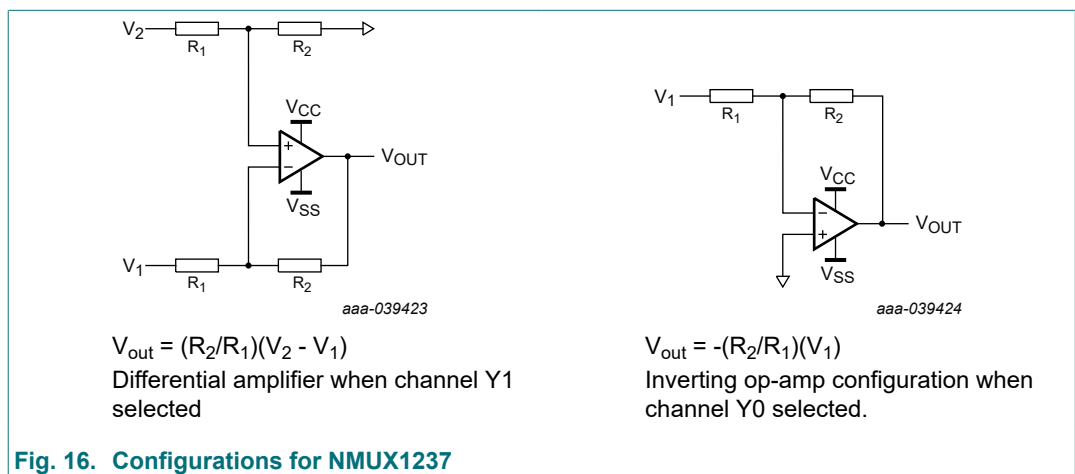 V2
R1
R2
VCC
+
−
VOUT
VSS
V1
R1
R2
aaa-039423
Vout = (R2/R1)(V2 - V1)
Differential amplifier when channel Y1
selected
V1
R1
R2
VCC
−
+
VOUT
VSS
aaa-039424
Vout = -(R2/R1)(V1)
Inverting op-amp configuration when
channel Y0 selected.
Fig. 16. Configurations for NMUX1237